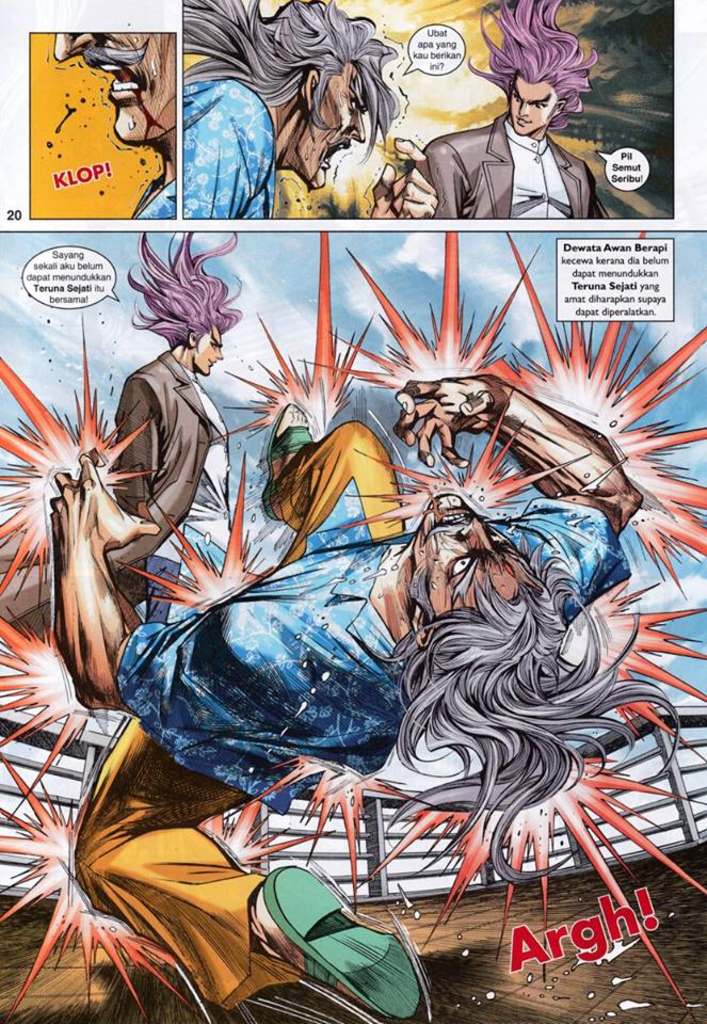 Ubat
apa yang
kau berikan
ini?
Pil
Semut
Seribu!
KLOP!
20
Sayang
sekali aku belum
dapat menundukkan
Teruna Sejati itu
bersama!
Dewata Awan Berapi
kecewa kerana dia belum
dapat menundukkan
Teruna Sejati yang
amat diharapkan supaya
dapat diperalatkan.
Argh!